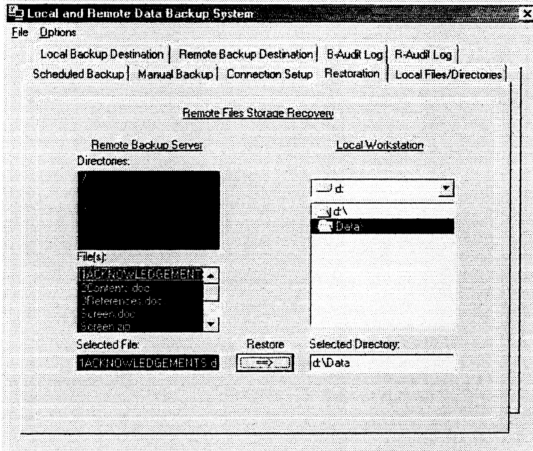 Local and Remote Data Backup System
File Options
Local Backup Destination Remote Backup Destination B-Audit Log R-Audit Log
Scheduled Backup Manual Backup Connection Setup Restoration Local Files/Directories
Remote Files Storage Recovery
Remote Backup Server Local Workstation
Directories:
/
d:
d:\
Data
File(s):
1ACKNOWLEDGEMENT
2Contents.doc
3References.doc
Screen.doc
Screen.zip
Selected File: Restore Selected Directory:
1ACKNOWLEDGEMENTS.d ==> d:\Data